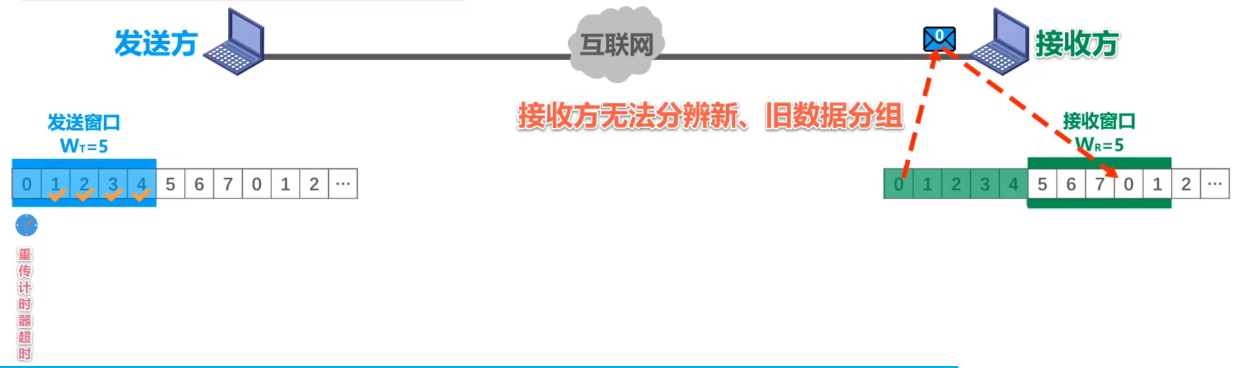 发送方
互联网
0
接收方
接收方无法分辨新、旧数据分组
发送窗口
WT=5
接收窗口
WR=5
0 1 2 3 4 5 6 7 0 1 2 ···
0 1 2 3 4 5 6 7 0 1 2 ···
重传计时器超时